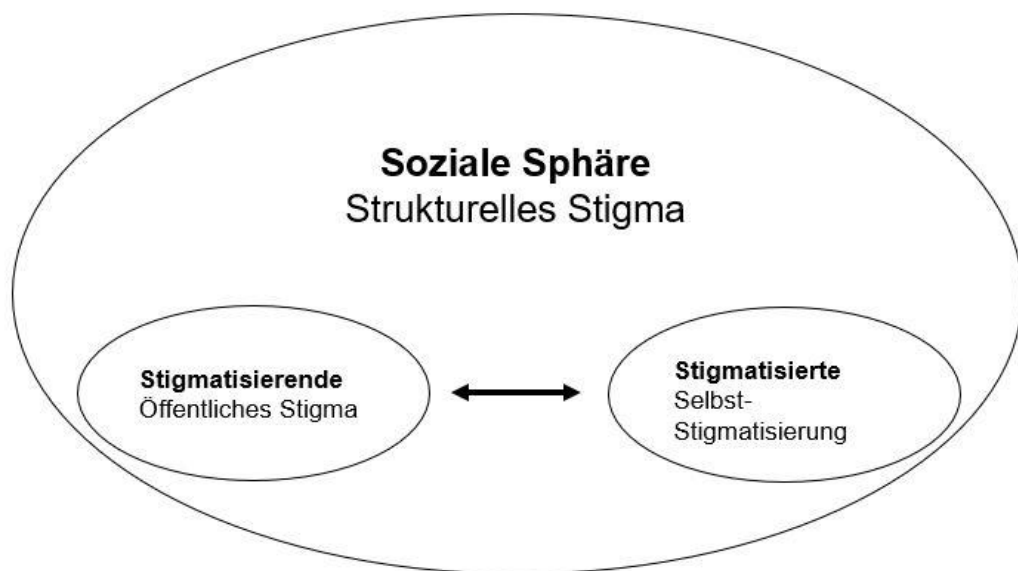 Soziale Sphäre
Strukturelles Stigma
Stigmatisierende
Öffentliches Stigma
Stigmatisierte
Selbst-
Stigmatisierung